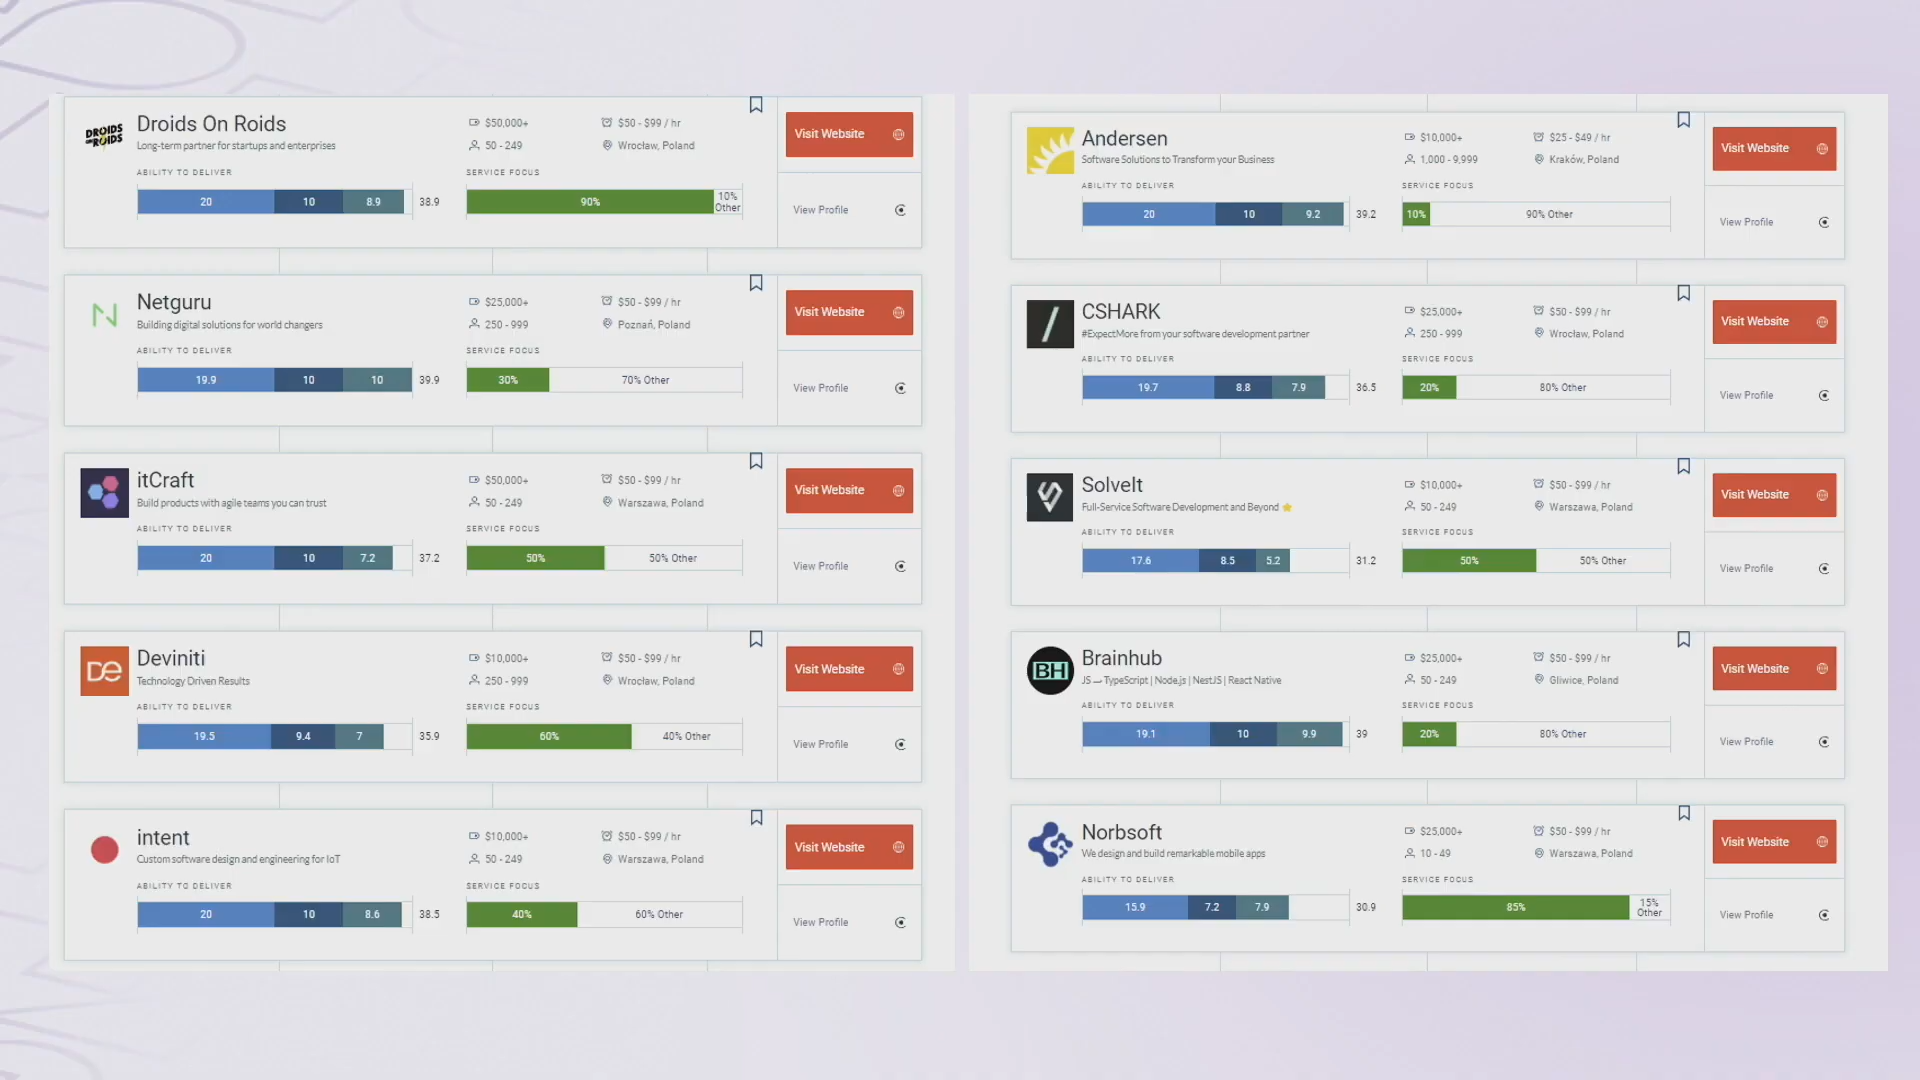 DROIDS
ON ROIDS
Droids On Roids
Long-term partner for startups and enterprises
$50,000+
$50 - $99 / hr
50 - 249
Wrocław, Poland
ABILITY TO DELIVER
SERVICE FOCUS
20 10 8.9 38.9
90%
10%
Other
Visit Website
View Profile
Netguru
Building digital solutions for world changers
$25,000+
$50 - $99 / hr
250 - 999
Poznań, Poland
ABILITY TO DELIVER
SERVICE FOCUS
19.9 10 10 39.9
30% 70% Other
Visit Website
View Profile
itCraft
Build products with agile teams you can trust
$50,000+
$50 - $99 / hr
50 - 249
Warszawa, Poland
ABILITY TO DELIVER
SERVICE FOCUS
20 10 7.2 37.2
50% 50% Other
Visit Website
View Profile
DE
Deviniti
Technology Driven Results
$10,000+
$50 - $99 / hr
250 - 999
Wrocław, Poland
ABILITY TO DELIVER
SERVICE FOCUS
19.5 9.4 7 35.9
60% 40% Other
Visit Website
View Profile
intent
Custom software design and engineering for IoT
$10,000+
$50 - $99 / hr
50 - 249
Warszawa, Poland
ABILITY TO DELIVER
SERVICE FOCUS
20 10 8.6 38.5
40% 60% Other
Visit Website
View Profile
Andersen
Software Solutions to Transform your Business
$10,000+
$25 - $49 / hr
1,000 - 9,999
Kraków, Poland
ABILITY TO DELIVER
SERVICE FOCUS
20 10 9.2 39.2
10% 90% Other
Visit Website
View Profile
CSHARK
#ExpectMore from your software development partner
$25,000+
$50 - $99 / hr
250 - 999
Wrocław, Poland
ABILITY TO DELIVER
SERVICE FOCUS
19.7 8.8 7.9 36.5
20% 80% Other
Visit Website
View Profile
SolveIt
Full-Service Software Development and Beyond ⭐
$10,000+
$50 - $99 / hr
50 - 249
Warszawa, Poland
ABILITY TO DELIVER
SERVICE FOCUS
17.6 8.5 5.2 31.2
50% 50% Other
Visit Website
View Profile
BH
Brainhub
JS — TypeScript | Node.js | NestJS | React Native
$25,000+
$50 - $99 / hr
50 - 249
Gliwice, Poland
ABILITY TO DELIVER
SERVICE FOCUS
19.1 10 9.9 39
20% 80% Other
Visit Website
View Profile
Norbsoft
We design and build remarkable mobile apps
$25,000+
$50 - $99 / hr
10 - 49
Warszawa, Poland
ABILITY TO DELIVER
SERVICE FOCUS
15.9 7.2 7.9 30.9
85%
15%
Other
Visit Website
View Profile